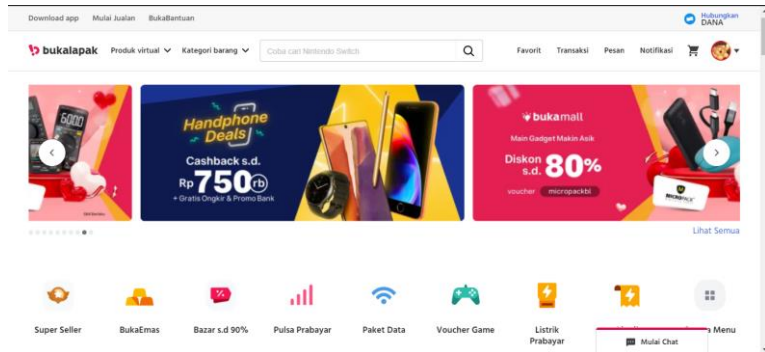 Download app Mulai Jualan BukaBantuan
Hubungkan
DANA
bukalapak Produk virtual Kategori barang Coba cari Nintendo Switch Favorit Transaksi Pesan Notifikasi
Handphone
Deals
Cashback s.d.
Rp 750 rb
+ Gratis Ongkir & Promo Bank
bukamall
Main Gadget Makin Asik
Diskon
s.d. 80%
voucher micropackbl
MICROPACK
Lihat Semua
Super Seller BukaEmas Bazar s.d 90% Pulsa Prabayar Paket Data Voucher Game Listrik
Prabayar
Menu
Mulai Chat